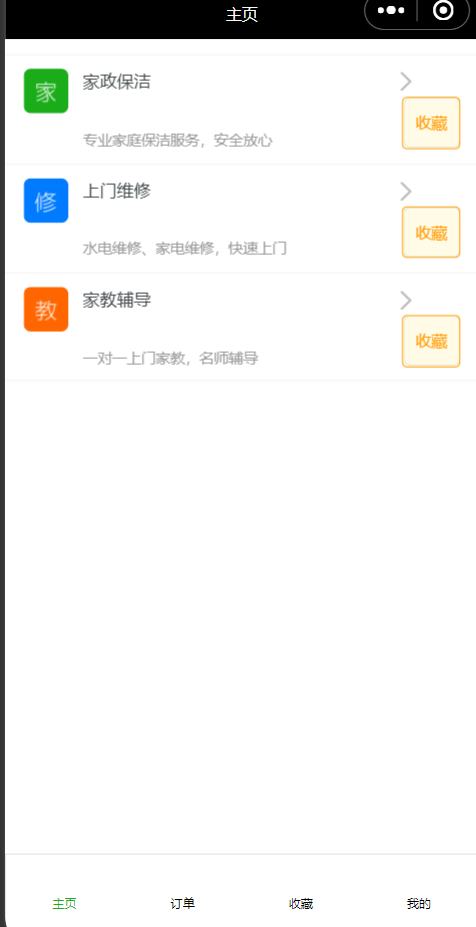 主页
家 家政保洁
收藏
专业家庭保洁服务，安全放心
修 上门维修
收藏
水电维修、家电维修，快速上门
教 家教辅导
收藏
一对一上门家教，名师辅导
主页 订单 收藏 我的